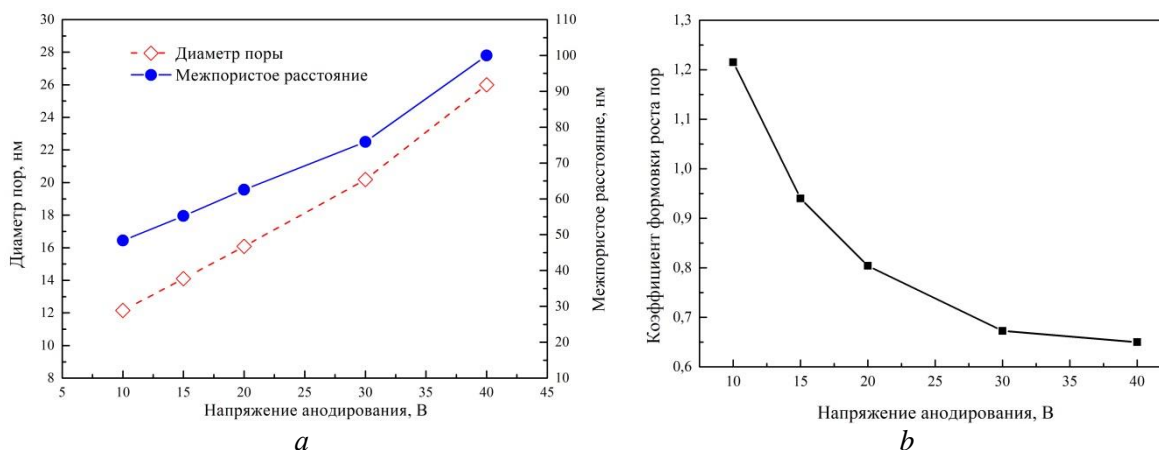 30
28
26
24
22
20
18
16
14
12
10
8
Диаметр пор, нм
Диаметр поры
Межпористое расстояние
110
100
90
80
70
60
50
40
30
20
10
Межпористое расстояние, нм
5 10 15 20 25 30 35 40 45
Напряжение анодирования, В
a
1,3
1,2
1,1
1,0
0,9
0,8
0,7
0,6
Коэффициент формовки роста пор
10 15 20 25 30 35 40
Напряжение анодирования, В
b